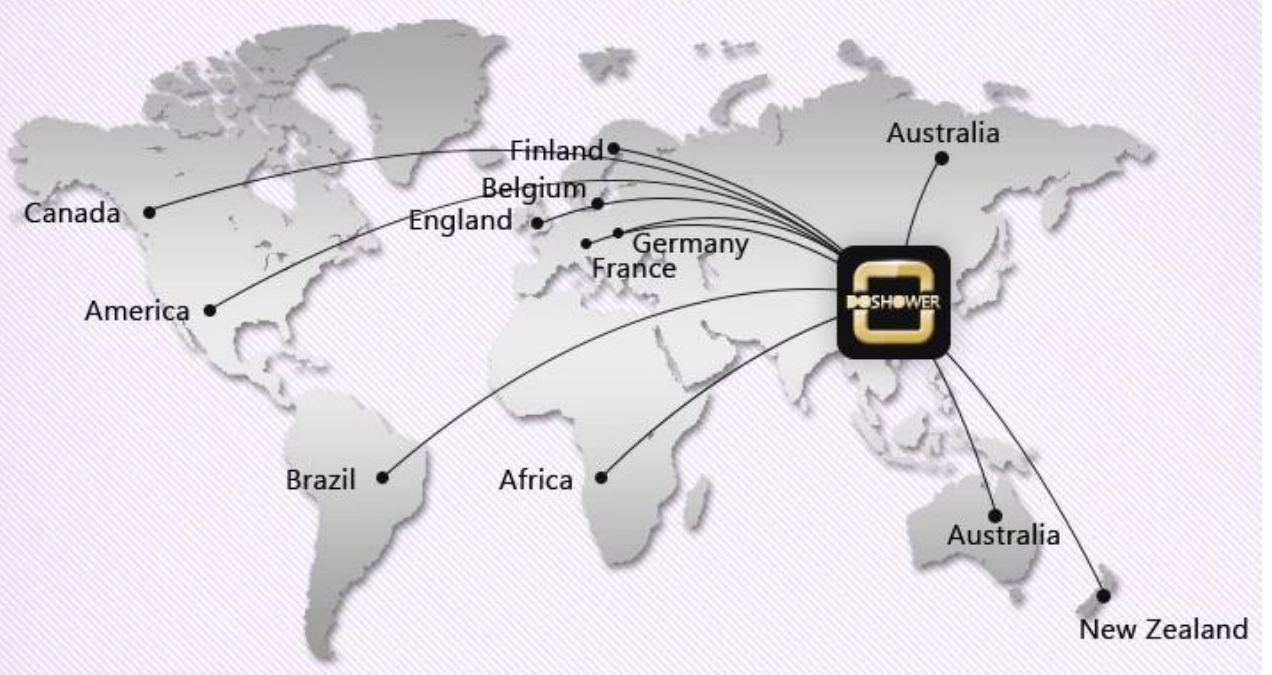 Australia
Finland
Belgium
Canada
England
Germany
France
DOSHOWER
America
Brazil
Africa
Australia
New Zealand